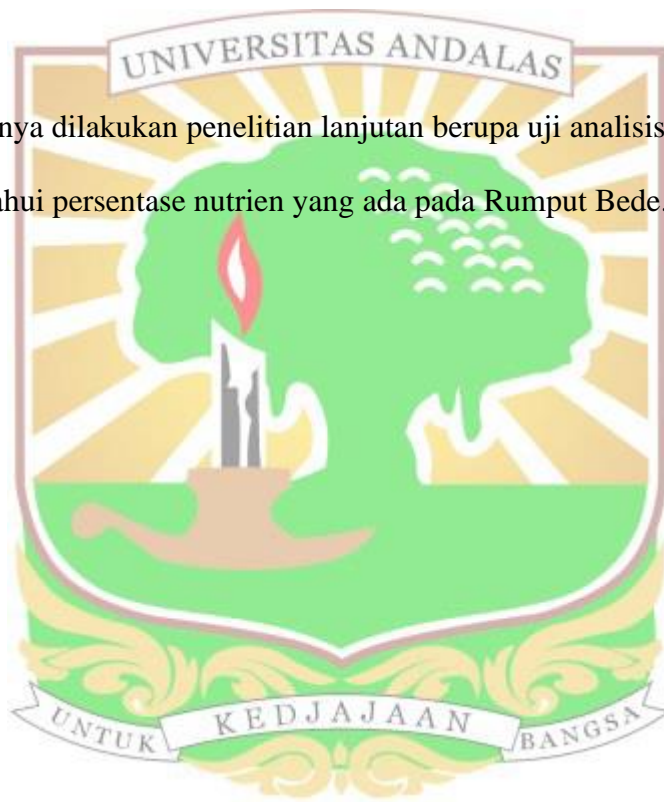 UNIVERSITAS ANDALAS
nya dilakukan penelitian lanjutan berupa uji analisis
ahui persentase nutrien yang ada pada Rumput Bede.
UNTUK KEDJAJAAN BANGSA